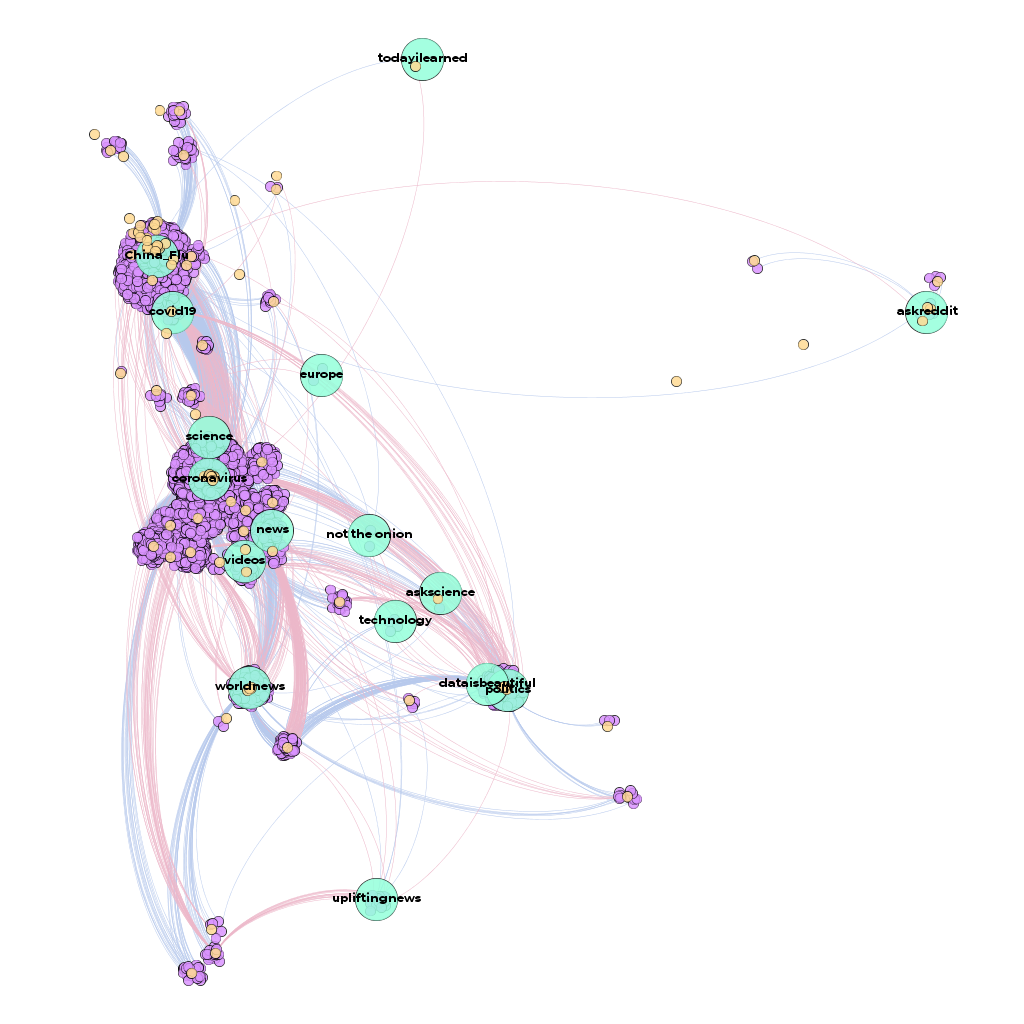 todayilearned
China_Flu
covid19
askreddit
europe
science
coronavirus
news
not the onion
videos
askscience
technology
dataisbeautiful
worldnews
politics
upliftingnews